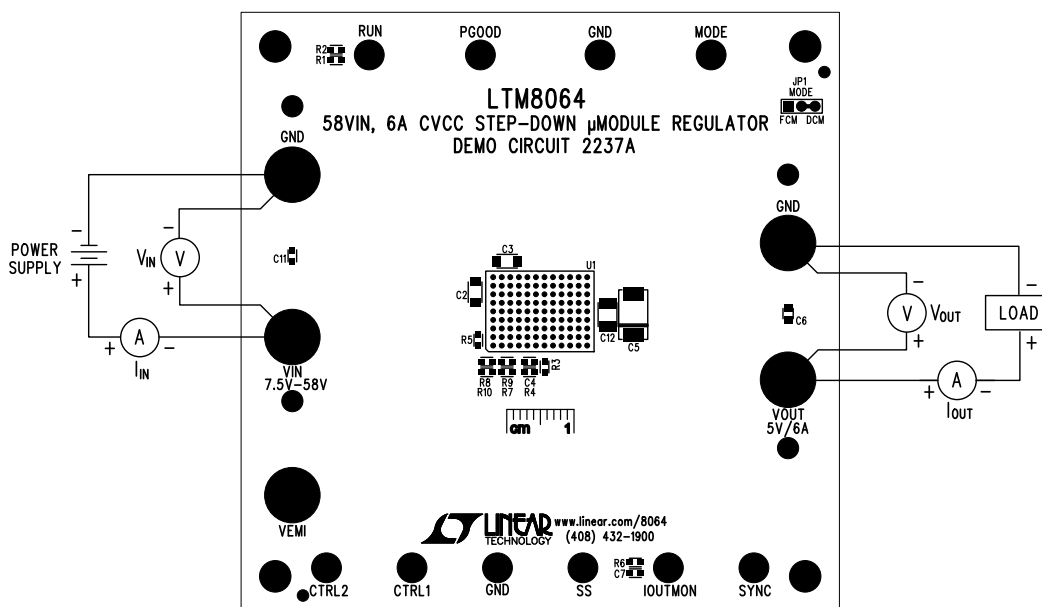 RUN
PGOOD
GND
MODE
R2
R1
JP1
MODE
FCM DCM
LTM8064
58VIN, 6A CVCC STEP-DOWN µMODULE REGULATOR
DEMO CIRCUIT 2237A
GND
GND
POWER
SUPPLY
-
+
VIN
-
V
+
C11
+
A
-
IIN
VIN
7.5V-58V
C3
U1
C2
R5
C12
C5
R8
R10
R9
R7
C4
R4
R3
cm 1
C6
-
V
+
VOUT
-
LOAD
+
VOUT
5V/6A
+
A
-
IOUT
VEMI
LINEAR
TECHNOLOGY
www.linear.com/8064
(408) 432-1900
R6
C7
CTRL2
CTRL1
GND
SS
IOUTMON
SYNC